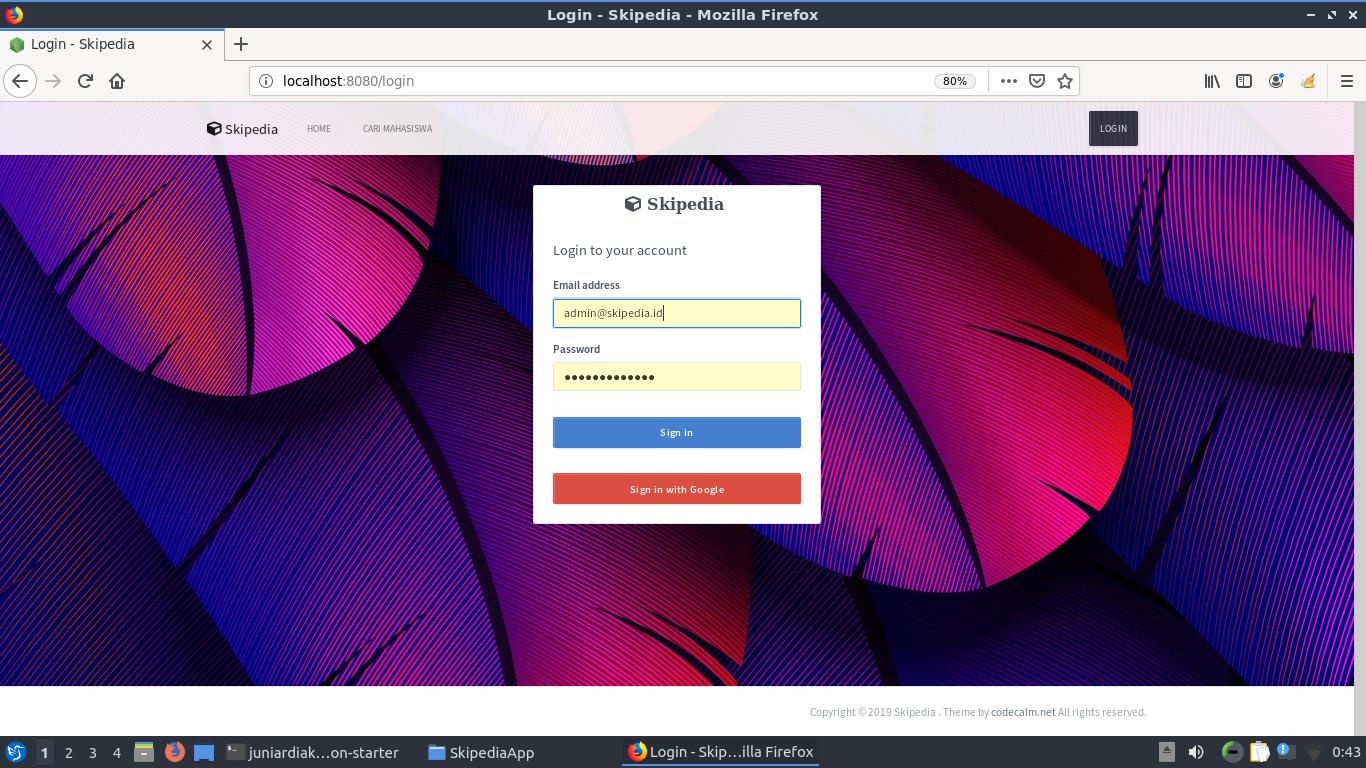 Login - Skipedia - Mozilla Firefox
Login - Skipedia
localhost:8080/login
80%
Skipedia HOME CARI MAHASISWA LOGIN
Skipedia
Login to your account
Email address
admin@skipedia.id
Password
Sign in
Sign in with Google
Copyright © 2019 Skipedia . Theme by codecalm.net All rights reserved.
1 2 3 4 juniardiak...on-starter SkipediaApp Login - Skip...illa Firefox 0:43